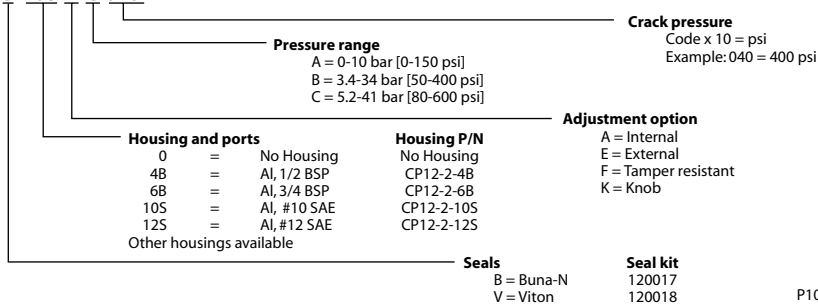 Crack pressure
Code x 10 = psi
Example: 040 = 400 psi
Pressure range
A = 0-10 bar [0-150 psi]
B = 3.4-34 bar [50-400 psi]
C = 5.2-41 bar [80-600 psi]
Adjustment option
A = Internal
E = External
F = Tamper resistant
K = Knob
Housing and ports Housing P/N
0 = No Housing No Housing
4B = Al, 1/2 BSP CP12-2-4B
6B = Al, 3/4 BSP CP12-2-6B
10S = Al, #10 SAE CP12-2-10S
12S = Al, #12 SAE CP12-2-12S
Other housings available
Seals Seal kit
B = Buna-N 120017
V = Viton 120018
P10